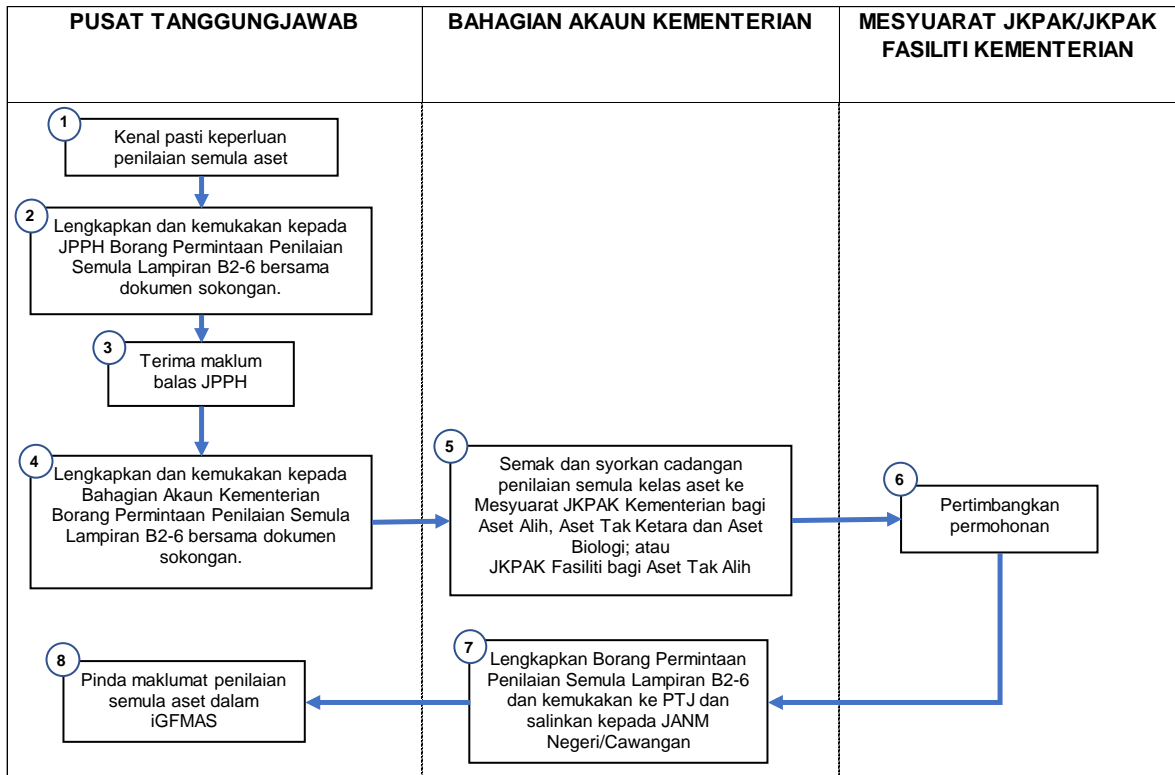 PUSAT TANGGUNGJAWAB
BAHAGIAN AKAUN KEMENTERIAN
MESYUARAT JKPAK/JKPAK
FASILITI KEMENTERIAN
1
Kenal pasti keperluan
penilaian semula aset
2
Lengkapkan dan kemukakan kepada
JPPH Borang Permintaan Penilaian
Semula Lampiran B2-6 bersama
dokumen sokongan.
3
Terima maklum
balas JPPH
4
Lengkapkan dan kemukakan kepada
Bahagian Akaun Kementerian
Borang Permintaan Penilaian Semula
Lampiran B2-6 bersama dokumen
sokongan.
5
Semak dan syorkan cadangan
penilaian semula kelas aset ke
Mesyuarat JKPAK Kementerian bagi
Aset Alih, Aset Tak Ketara dan Aset
Biologi; atau
JKPAK Fasiliti bagi Aset Tak Alih
6
Pertimbangkan
permohonan
7
Lengkapkan Borang Permintaan
Penilaian Semula Lampiran B2-6
dan kemukakan ke PTJ dan
salinkan kepada JANM
Negeri/Cawangan
8
Pinda maklumat penilaian
semula aset dalam
iGFMAS